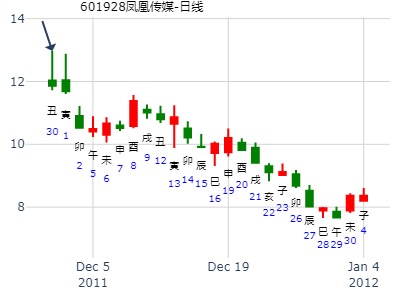 601928凤凰传媒-日线
14
12
10
8
丑 寅 卯 午 未 申 酉 戌 丑 寅 戌 辰 巳 申 酉 戌 亥 子 卯 辰 巳 午 未 子
30 1 2 5 6 7 8 9 12 13 14 15 16 19 20 21 22 23 26 27 28 29 30 4
Dec 5 Dec 19 Jan 4
2011 2012